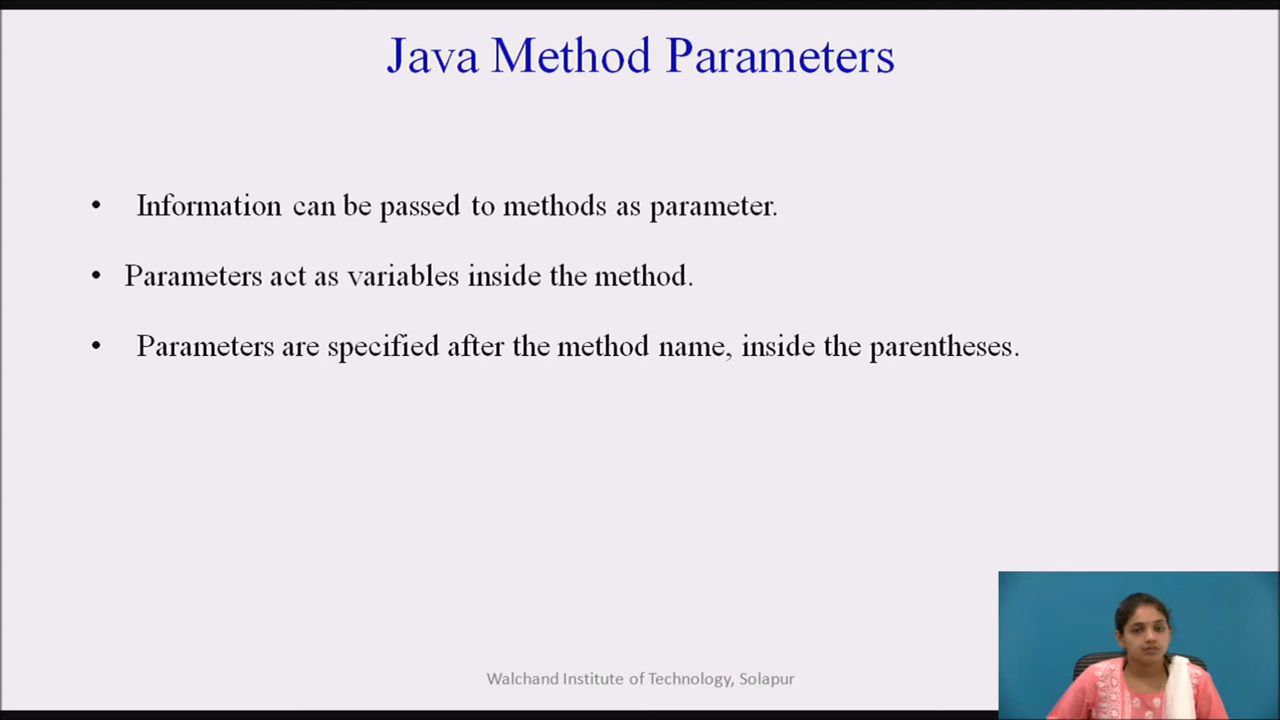 Java Method Parameters
• Information can be passed to methods as parameter.
• Parameters act as variables inside the method.
• Parameters are specified after the method name, inside the parentheses.
Walchand Institute of Technology, Solapur